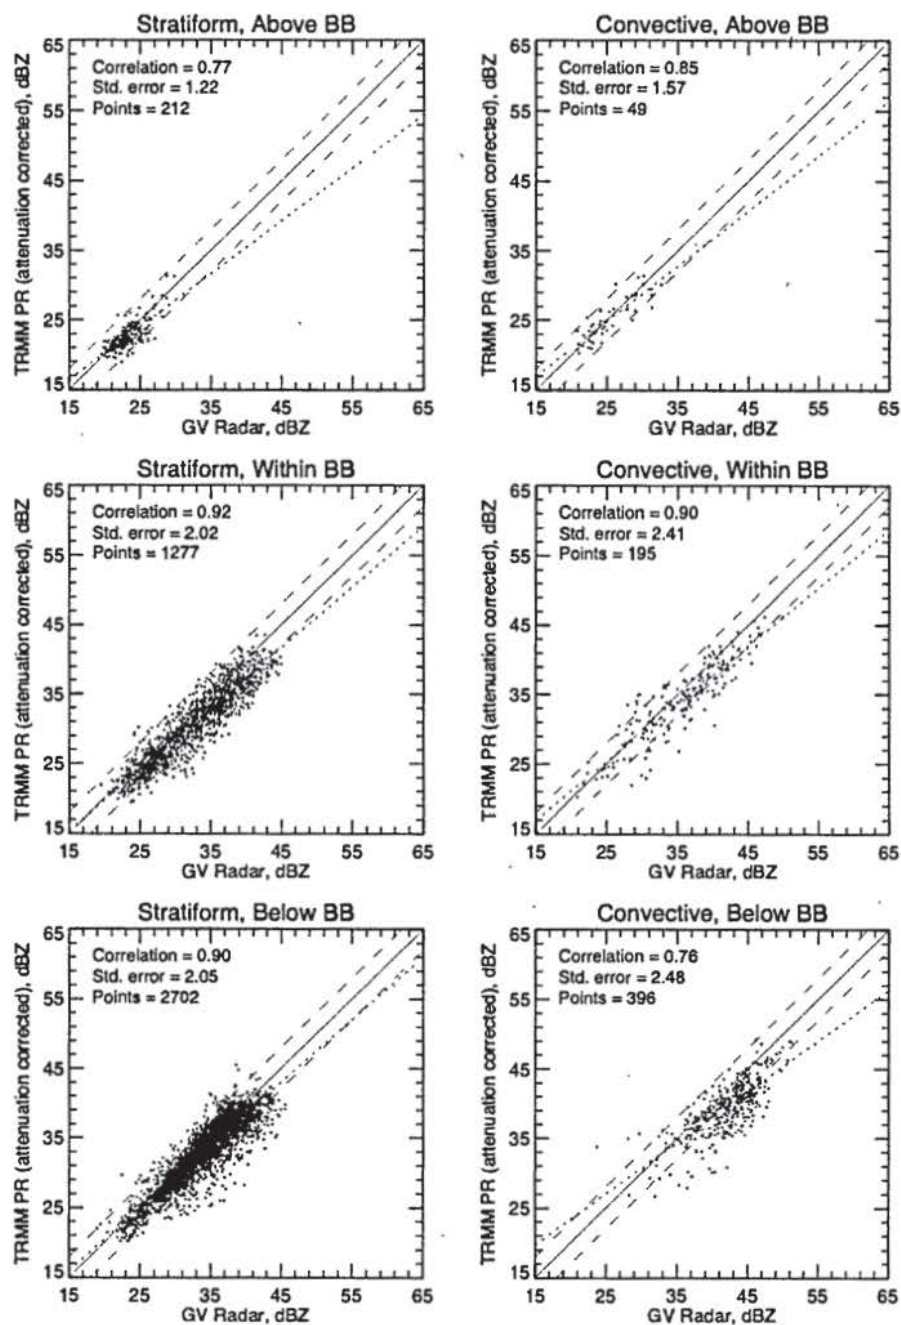 Stratiform, Above BB
Correlation = 0.77
Std. error = 1.22
Points = 212
TRMM PR (attenuation corrected), dBZ
65
55
45
35
25
15
15 25 35 45 55 65
GV Radar, dBZ
Convective, Above BB
Correlation = 0.85
Std. error = 1.57
Points = 49
TRMM PR (attenuation corrected), dBZ
65
55
45
35
25
15
15 25 35 45 55 65
GV Radar, dBZ
Stratiform, Within BB
Correlation = 0.92
Std. error = 2.02
Points = 1277
TRMM PR (attenuation corrected), dBZ
65
55
45
35
25
15
15 25 35 45 55 65
GV Radar, dBZ
Convective, Within BB
Correlation = 0.90
Std. error = 2.41
Points = 195
TRMM PR (attenuation corrected), dBZ
65
55
45
35
25
15
15 25 35 45 55 65
GV Radar, dBZ
Stratiform, Below BB
Correlation = 0.90
Std. error = 2.05
Points = 2702
TRMM PR (attenuation corrected), dBZ
65
55
45
35
25
15
15 25 35 45 55 65
GV Radar, dBZ
Convective, Below BB
Correlation = 0.76
Std. error = 2.48
Points = 396
TRMM PR (attenuation corrected), dBZ
65
55
45
35
25
15
15 25 35 45 55 65
GV Radar, dBZ